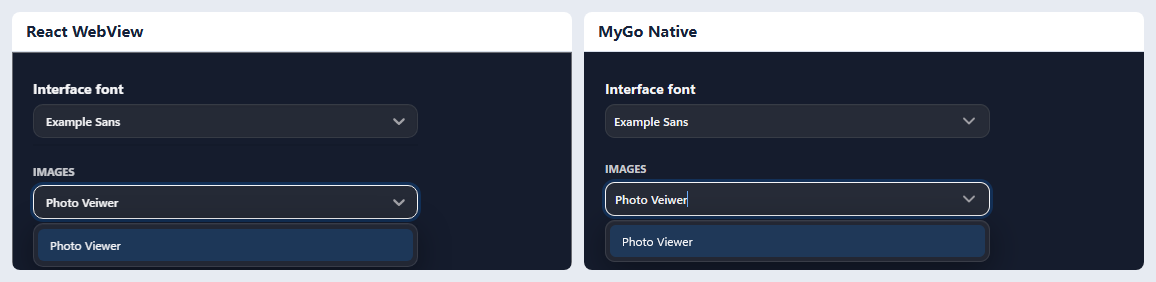 React WebView
Interface font
Example Sans
IMAGES
Photo Veiwer
Photo Viewer
MyGo Native
Interface font
Example Sans
IMAGES
Photo Veiwer
Photo Viewer